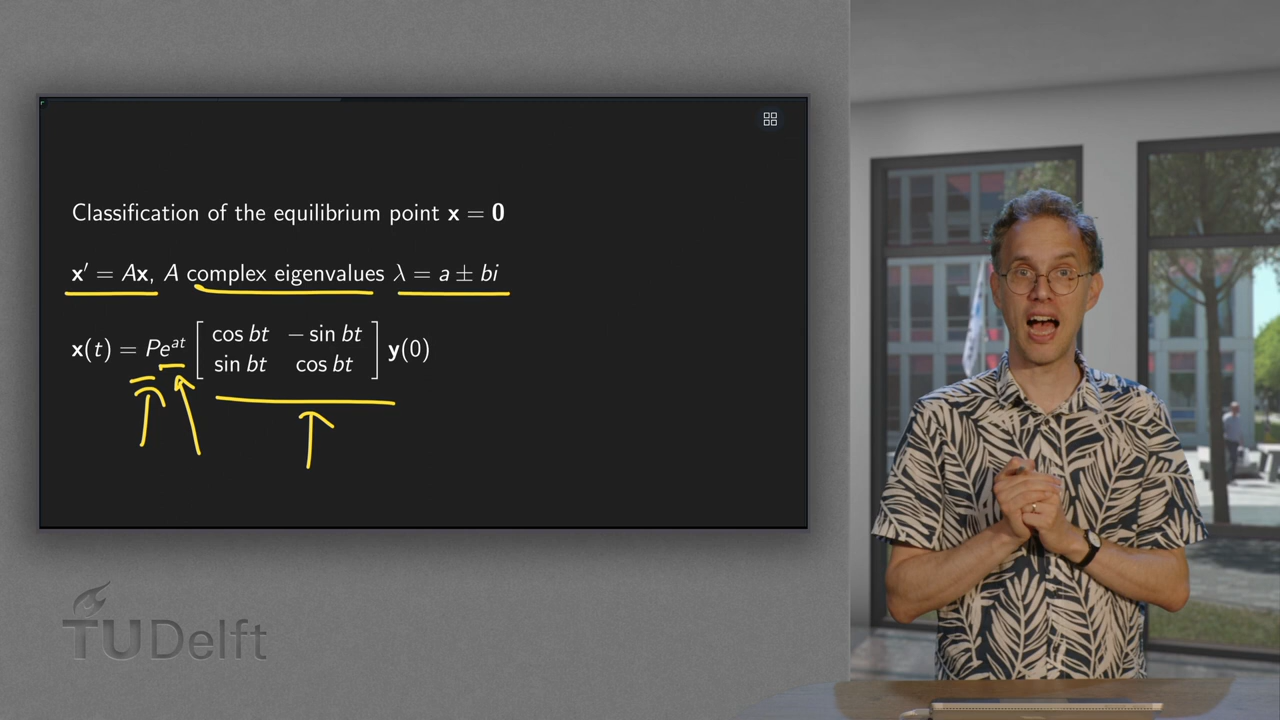 Classification of the equilibrium point x = 0
x′ = Ax, A complex eigenvalues λ = a ± bi
x(t) = Pe^{at} [ cos bt  − sin bt ; sin bt  cos bt ] y(0)
TUDelft